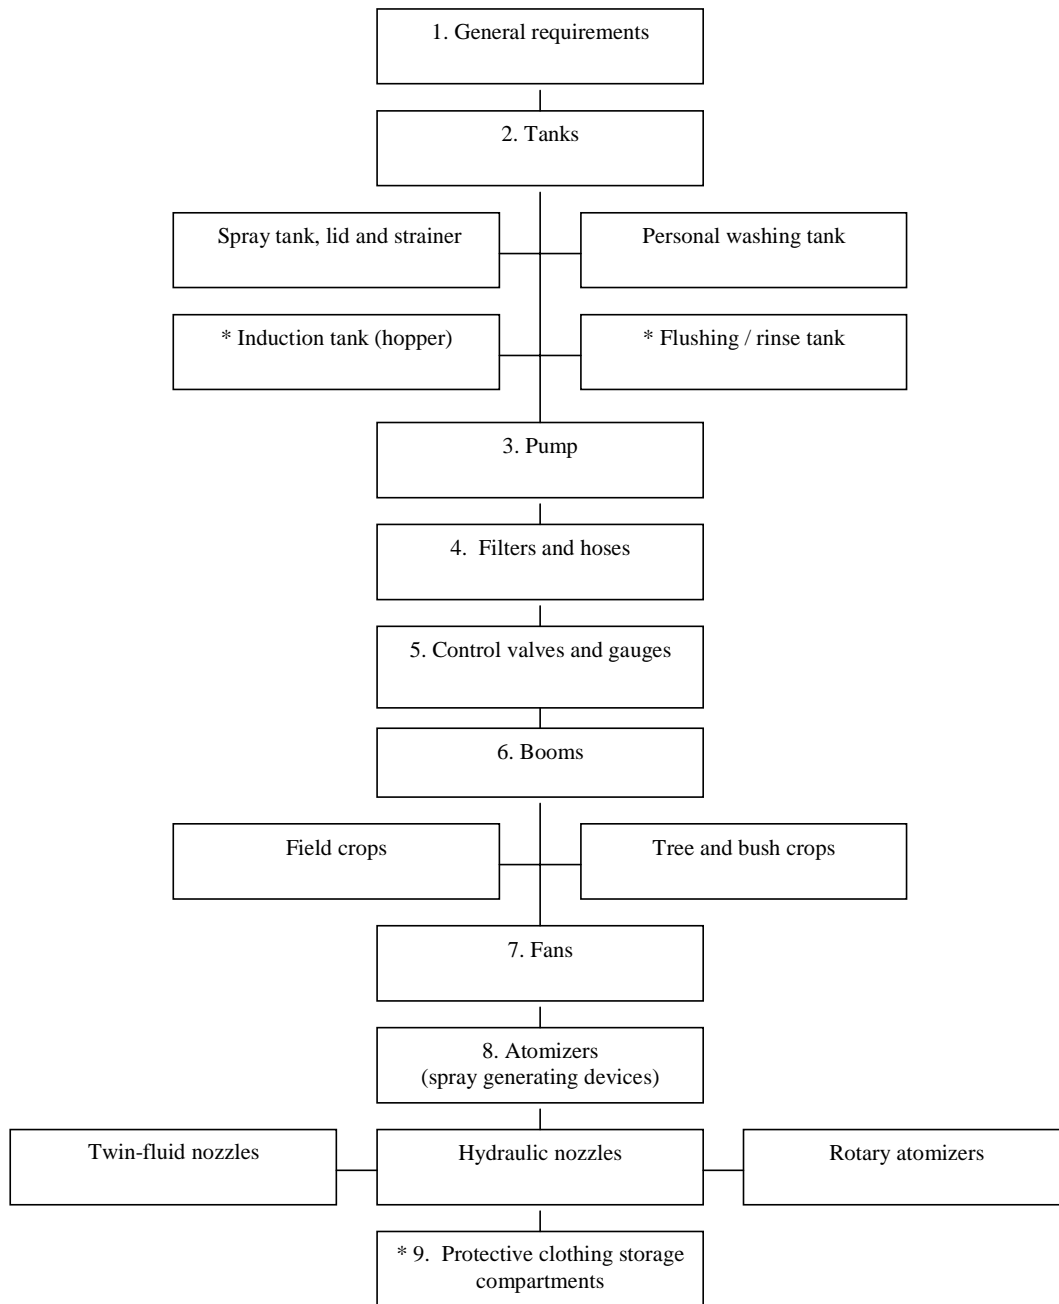 1. General requirements
2. Tanks
Spray tank, lid and strainer
Personal washing tank
* Induction tank (hopper)
* Flushing / rinse tank
3. Pump
4.  Filters and hoses
5. Control valves and gauges
6. Booms
Field crops
Tree and bush crops
7. Fans
8. Atomizers
(spray generating devices)
Twin-fluid nozzles
Hydraulic nozzles
Rotary atomizers
* 9.  Protective clothing storage
compartments